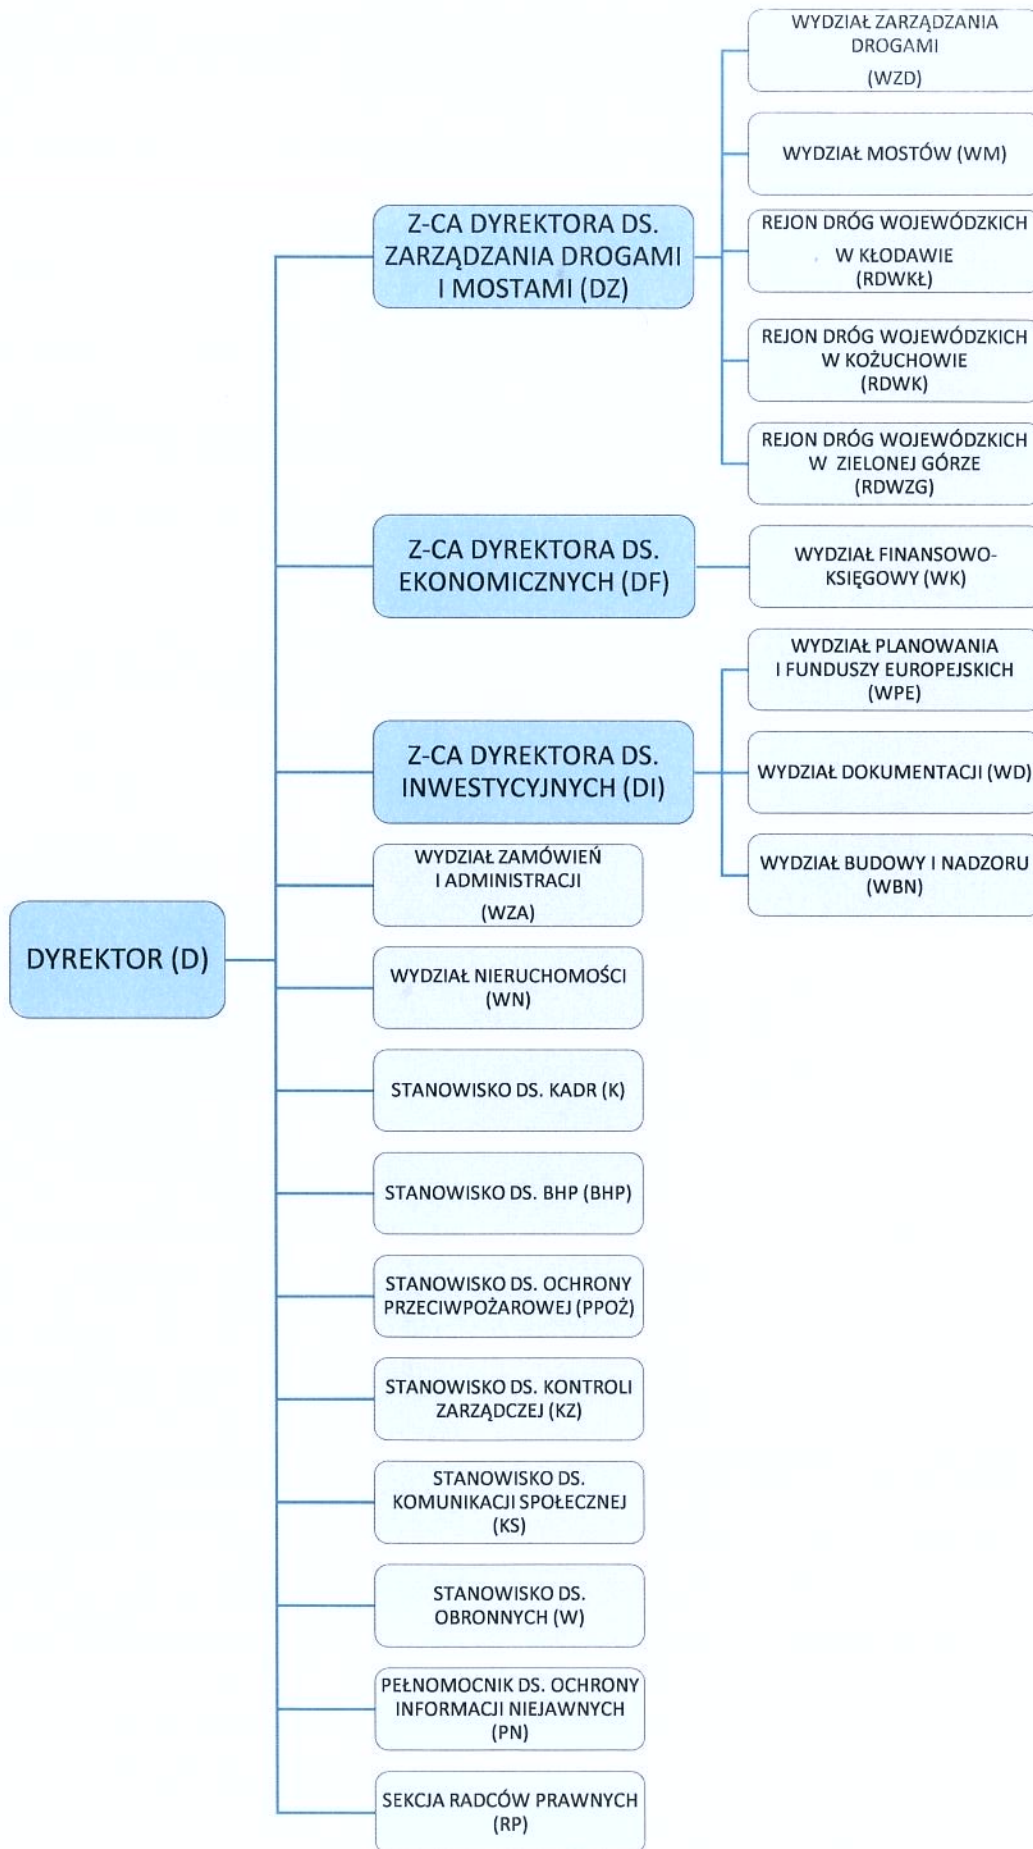 DYREKTOR (D)
Z-CA DYREKTORA DS.
ZARZĄDZANIA DROGAMI
I MOSTAMI (DZ)
WYDZIAŁ ZARZĄDZANIA
DROGAMI
(WZD)
WYDZIAŁ MOSTÓW (WM)
REJON DRÓG WOJEWÓDZKICH
W KŁODAWIE
(RDWKŁ)
REJON DRÓG WOJEWÓDZKICH
W KOŻUCHOWIE
(RDWK)
REJON DRÓG WOJEWÓDZKICH
W ZIELONEJ GÓRZE
(RDWZG)
Z-CA DYREKTORA DS.
EKONOMICZNYCH (DF)
WYDZIAŁ FINANSOWO-
KSIĘGOWY (WK)
Z-CA DYREKTORA DS.
INWESTYCYJNYCH (DI)
WYDZIAŁ PLANOWANIA
I FUNDUSZY EUROPEJSKICH
(WPE)
WYDZIAŁ DOKUMENTACJI (WD)
WYDZIAŁ BUDOWY I NADZORU
(WBN)
WYDZIAŁ ZAMÓWIEŃ
I ADMINISTRACJI
(WZA)
WYDZIAŁ NIERUCHOMOŚCI
(WN)
STANOWISKO DS. KADR (K)
STANOWISKO DS. BHP (BHP)
STANOWISKO DS. OCHRONY
PRZECIWPOŻAROWEJ (PPOŻ)
STANOWISKO DS. KONTROLI
ZARZĄDCZEJ (KZ)
STANOWISKO DS.
KOMUNIKACJI SPOŁECZNEJ
(KS)
STANOWISKO DS.
OBRONNYCH (W)
PEŁNOMOCNIK DS. OCHRONY
INFORMACJI NIEJAWNYCH
(PN)
SEKCJA RADCÓW PRAWNYCH
(RP)